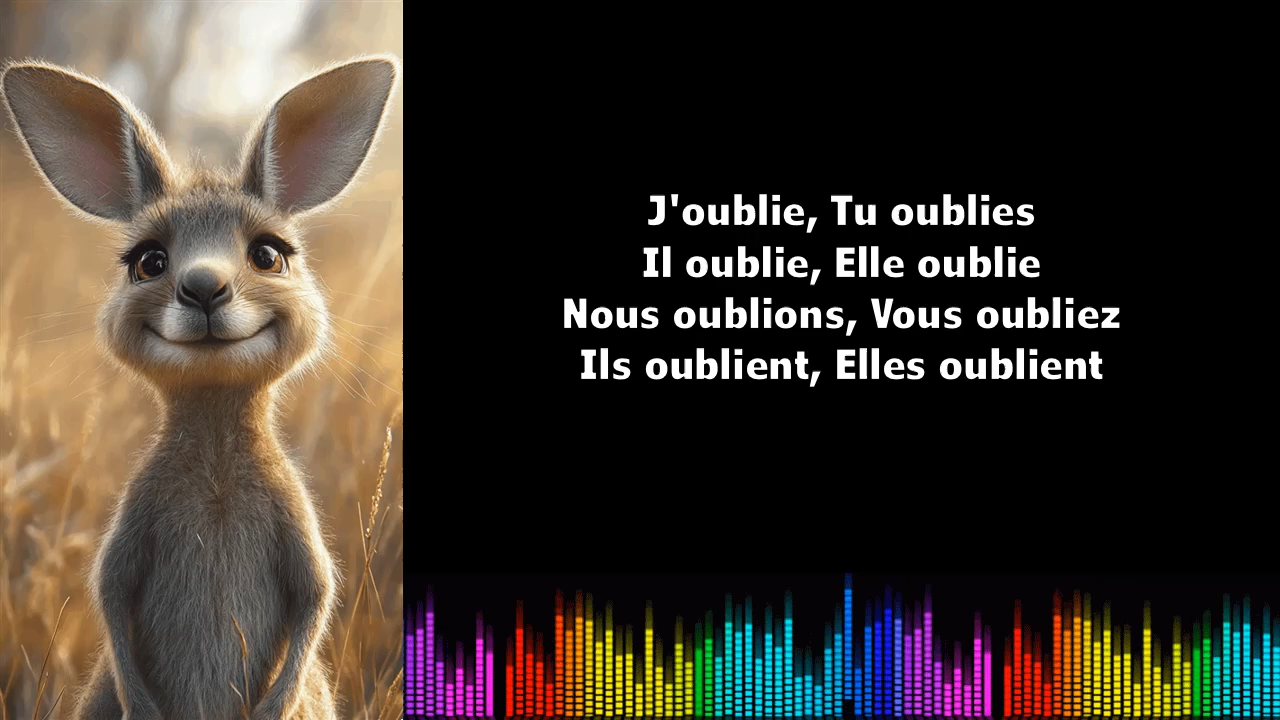 J'oublie, Tu oublies
Il oublie, Elle oublie
Nous oublions, Vous oubliez
Ils oublient, Elles oublient